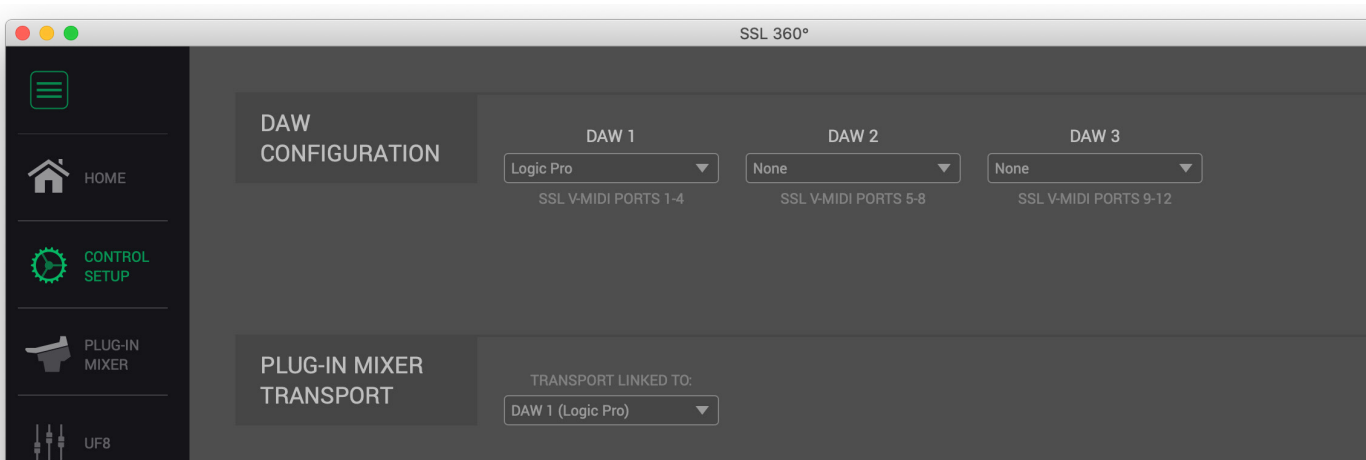 SSL 360°
HOME
CONTROL
SETUP
PLUG-IN
MIXER
UF8
DAW
CONFIGURATION
DAW 1
Logic Pro
SSL V-MIDI PORTS 1-4
DAW 2
None
SSL V-MIDI PORTS 5-8
DAW 3
None
SSL V-MIDI PORTS 9-12
PLUG-IN MIXER
TRANSPORT
TRANSPORT LINKED TO:
DAW 1 (Logic Pro)